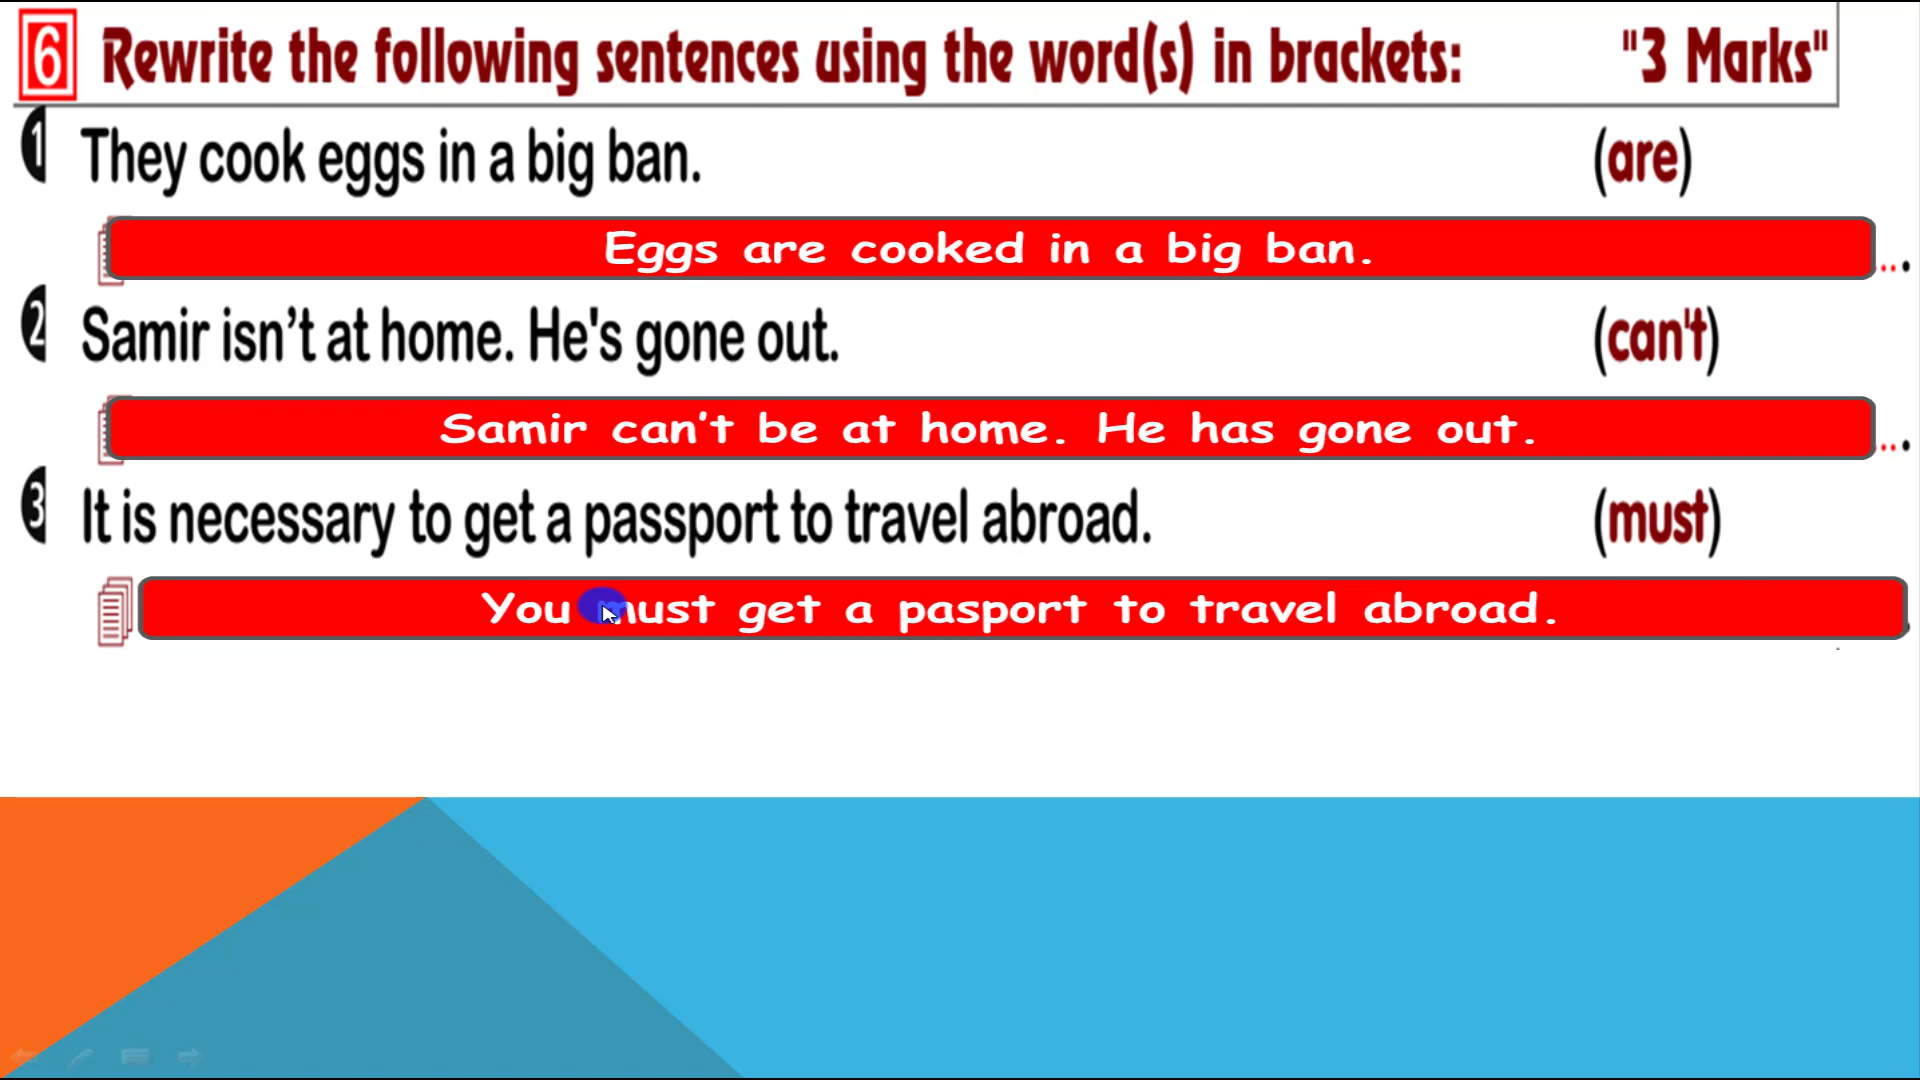 6 Rewrite the following sentences using the word(s) in brackets: "3 Marks"
1 They cook eggs in a big ban. (are)
Eggs are cooked in a big ban. ...
2 Samir isn't at home. He's gone out. (can't)
Samir can't be at home. He has gone out. ...
3 It is necessary to get a passport to travel abroad. (must)
You must get a pasport to travel abroad.